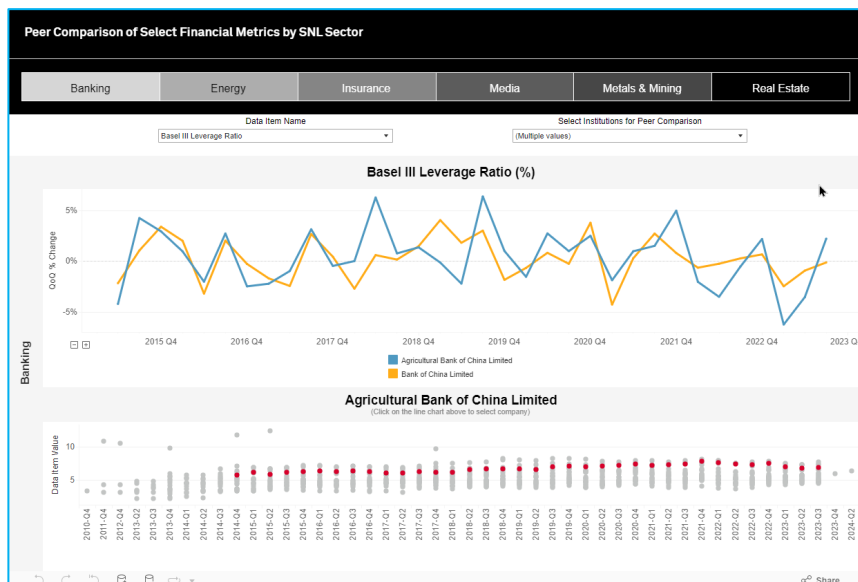 Peer Comparison of Select Financial Metrics by SNL Sector
Banking Energy Insurance Media Metals & Mining Real Estate
Data Item Name Select Institutions for Peer Comparison
Basel III Leverage Ratio (Multiple values)
Basel III Leverage Ratio (%)
5%
0%
-5%
QoQ % Change
2015 Q4 2016 Q4 2017 Q4 2018 Q4 2019 Q4 2020 Q4 2021 Q4 2022 Q4 2023 Q
Agricultural Bank of China Limited
Bank of China Limited
Banking
Agricultural Bank of China Limited
(Click on the line chart above to select company)
Data Item Value
10
5
2010-Q4 2011-Q4 2012-Q4 2013-Q2 2013-Q3 2013-Q4 2014-Q1 2014-Q2 2014-Q3 2014-Q4 2015-Q1 2015-Q2 2015-Q3 2015-Q4 2016-Q1 2016-Q2 2016-Q3 2016-Q4 2017-Q1 2017-Q2 2017-Q3 2017-Q4 2018-Q1 2018-Q2 2018-Q3 2018-Q4 2019-Q1 2019-Q2 2019-Q3 2019-Q4 2020-Q1 2020-Q2 2020-Q3 2020-Q4 2021-Q1 2021-Q2 2021-Q3 2021-Q4 2022-Q1 2022-Q2 2022-Q3 2022-Q4 2023-Q1 2023-Q2 2023-Q3 2023-Q4 2024-Q2
Share